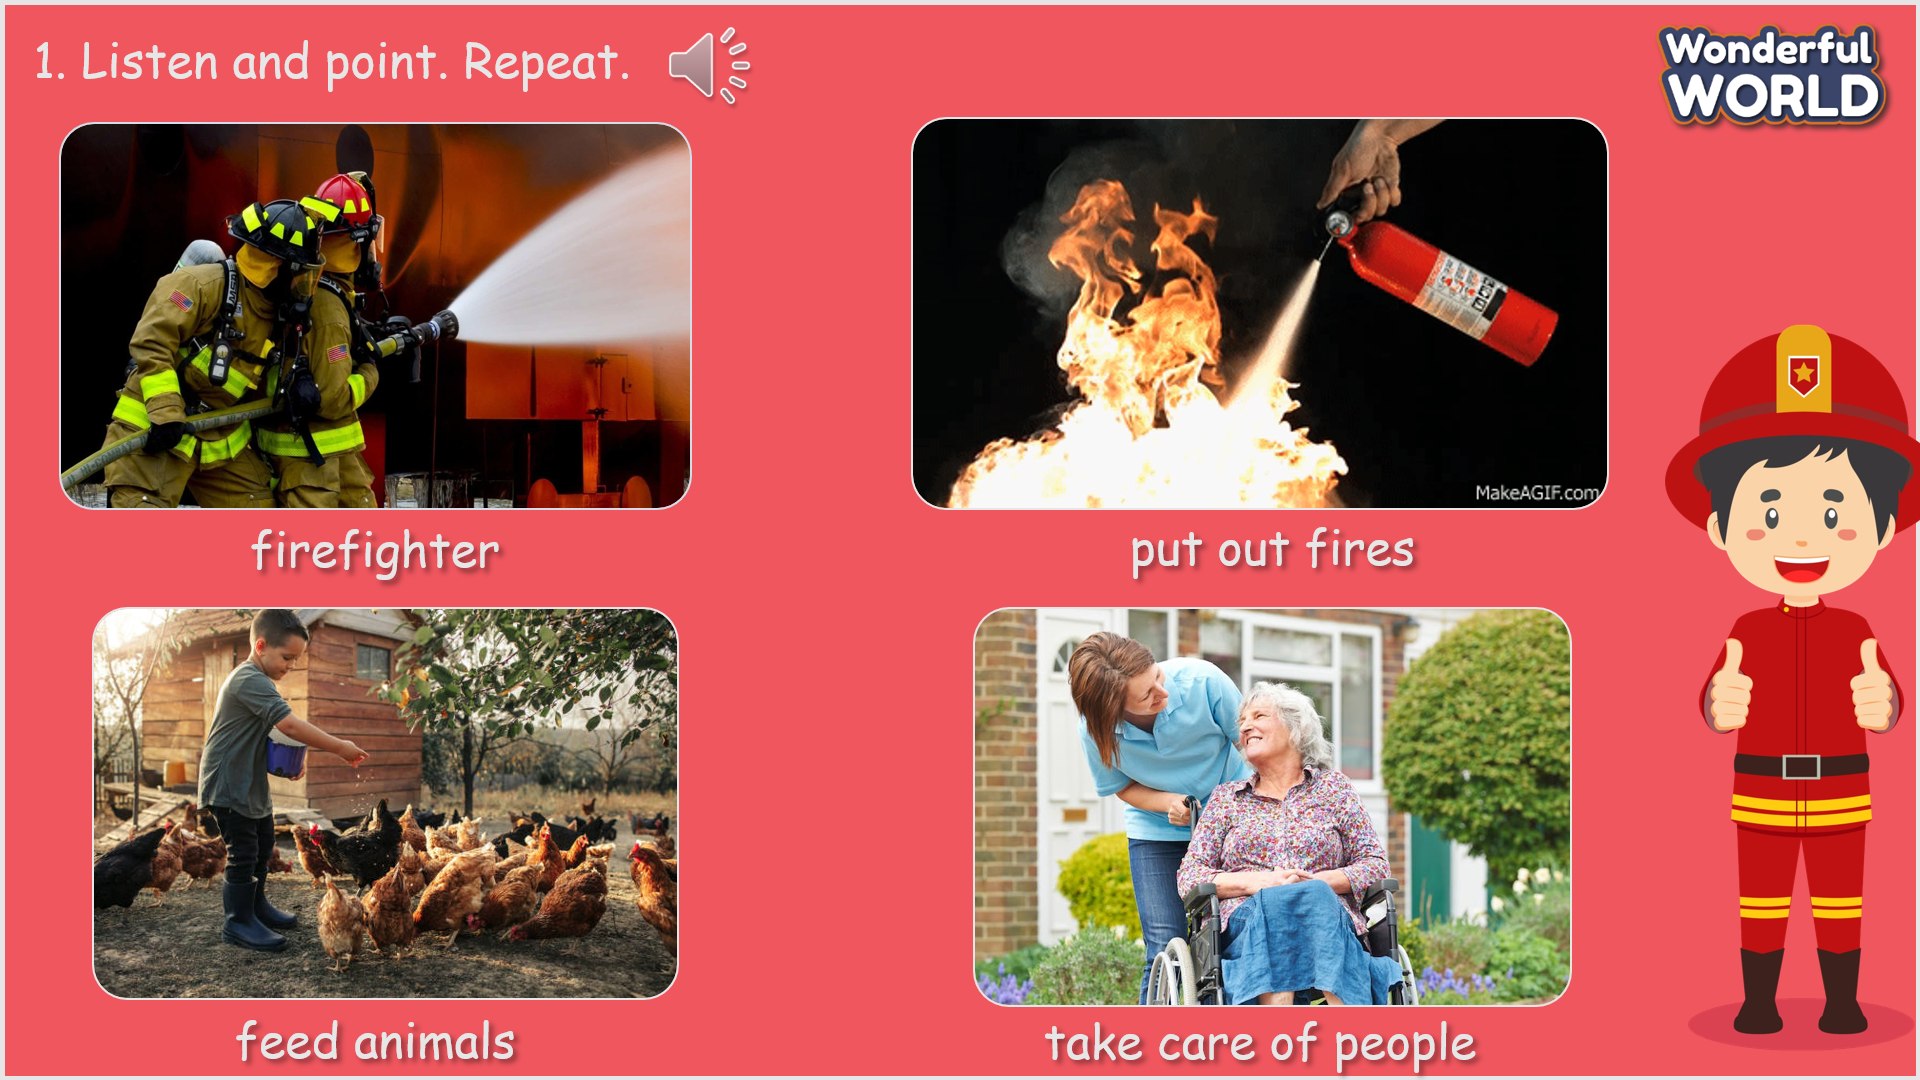 1. Listen and point. Repeat.
Wonderful
WORLD
MakeAGIF.com
firefighter
put out fires
feed animals
take care of people